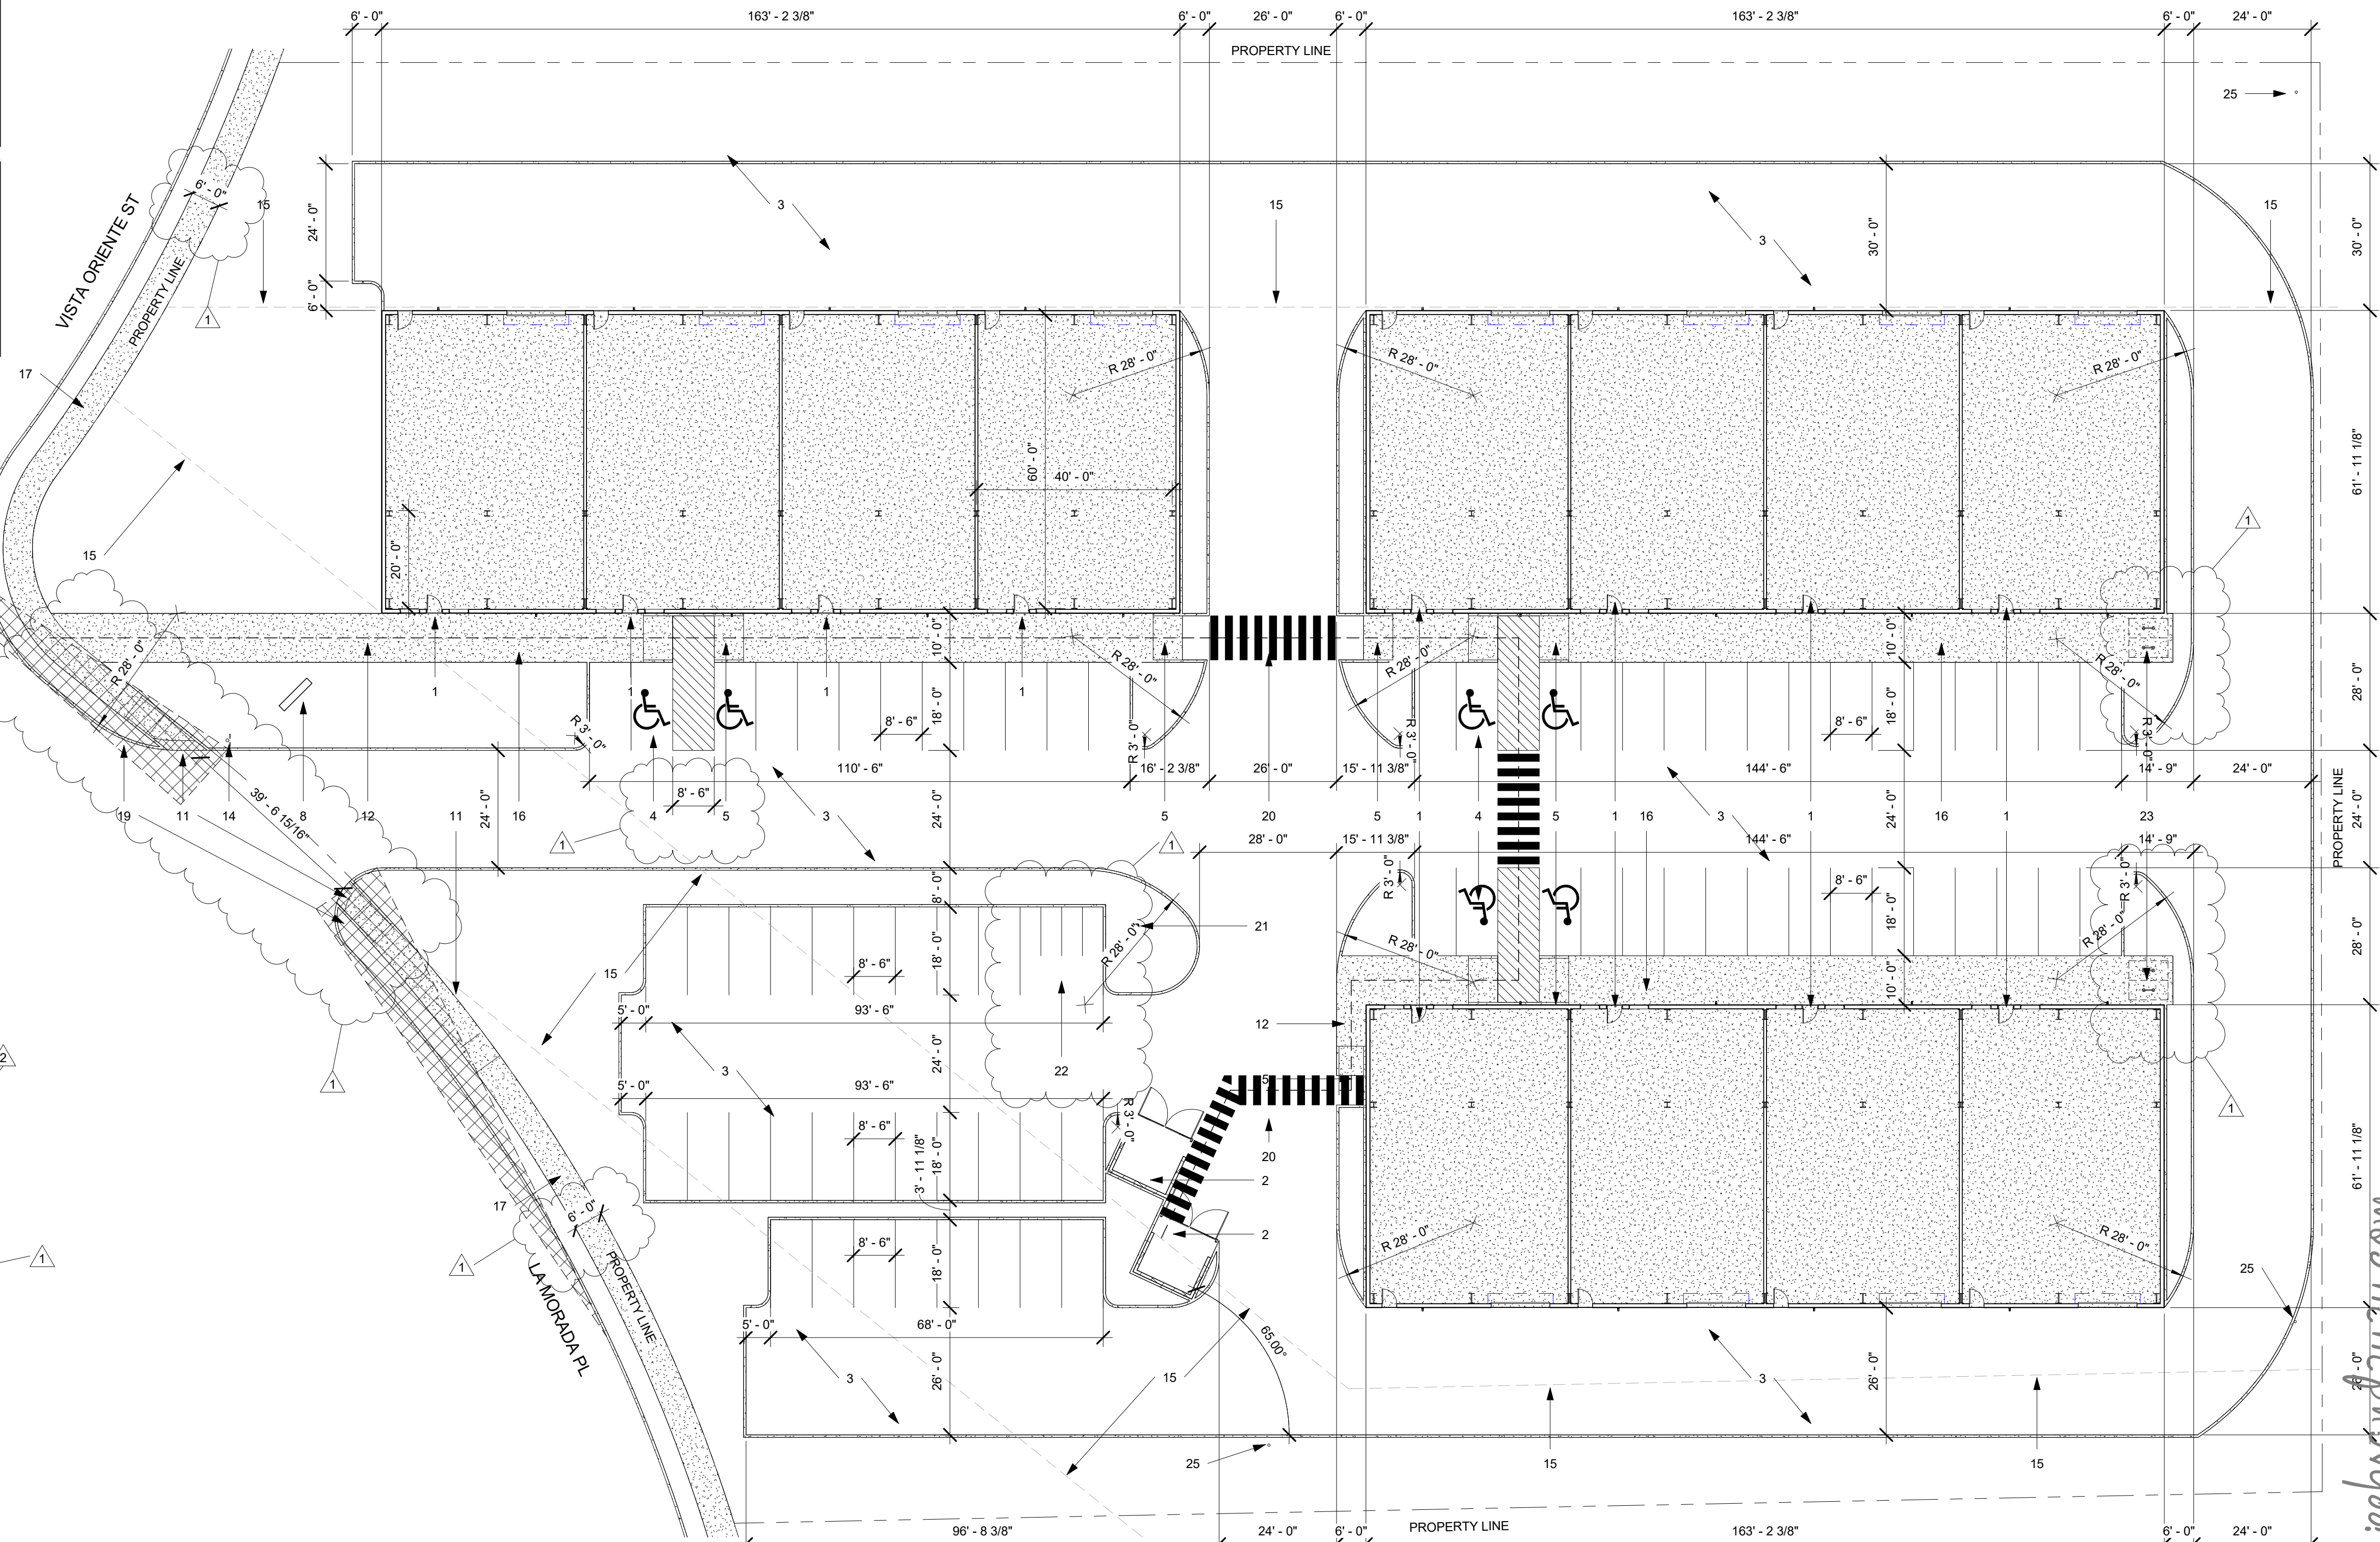 6' - 0"
163' - 2 3/8"
6' - 0"
26' - 0"
6' - 0"
163' - 2 3/8"
6' - 0"
24' - 0"
PROPERTY LINE
25
6' - 0"
15
VISTA ORIENTE ST
PROPERTY LINE
1
24' - 0"
6' - 0"
3
15
3
30' - 0"
15
30' - 0"
17
15
R 28' - 0"
60' - 0"
40' - 0"
20' - 0"
R 28' - 0"
R 28' - 0"
61' - 11 1/8"
1
R 28' - 0"
1
1
1
1
10' - 0"
R 28' - 0"
R 28' - 0"
10' - 0"
R 28' - 0"
28' - 0"
R 3' - 0"
8' - 6"
18' - 0"
R 3' - 0"
R 3' - 0"
8' - 6"
18' - 0"
R 3' - 0"
110' - 6"
16' - 2 3/8"
26' - 0"
15' - 11 3/8"
144' - 6"
14' - 9"
24' - 0"
39' - 6 15/16"
8' - 6"
19
11
14
8
12
11
24' - 0"
16
4
5
3
24' - 0"
5
20
5
1
4
5
1
16
3
1
24' - 0"
16
1
23
24' - 0"
PROPERTY LINE
1
1
28' - 0"
15' - 11 3/8"
144' - 6"
14' - 9"
8' - 0"
R 3' - 0"
8' - 6"
R 3' - 0"
18' - 0"
28' - 0"
21
R 28' - 0"
R 28' - 0"
R 28' - 0"
15
8' - 6"
18' - 0"
10' - 0"
5' - 0"
93' - 6"
12
24' - 0"
2
1
3
22
5
5' - 0"
93' - 6"
R 3' - 0"
1
8' - 6"
18' - 0"
3' - 11 1/8"
20
2
61' - 11 1/8"
17
6' - 0"
2
1
1
8' - 6"
18' - 0"
R 28' - 0"
R 28' - 0"
25
LA MORADA PL
PROPERTY LINE
5' - 0"
68' - 0"
65.00°
3
26' - 0"
15
3
26' - 0"
26' - 0"
25
15
15
96' - 8 3/8"
24' - 0"
6' - 0"
PROPERTY LINE
163' - 2 3/8"
6' - 0"
24' - 0"